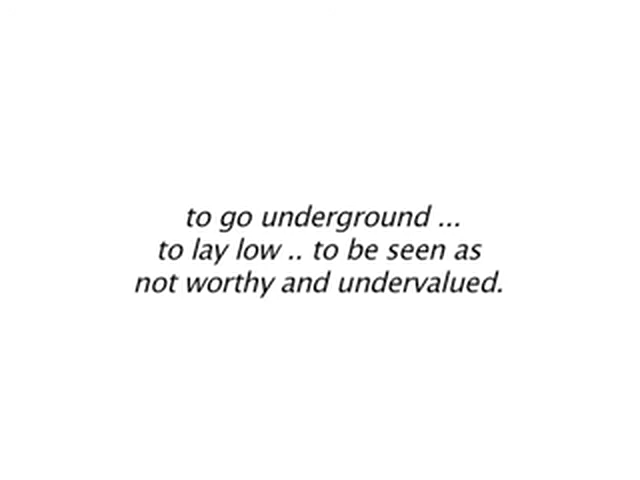 to go underground ...
to lay low .. to be seen as
not worthy and undervalued.